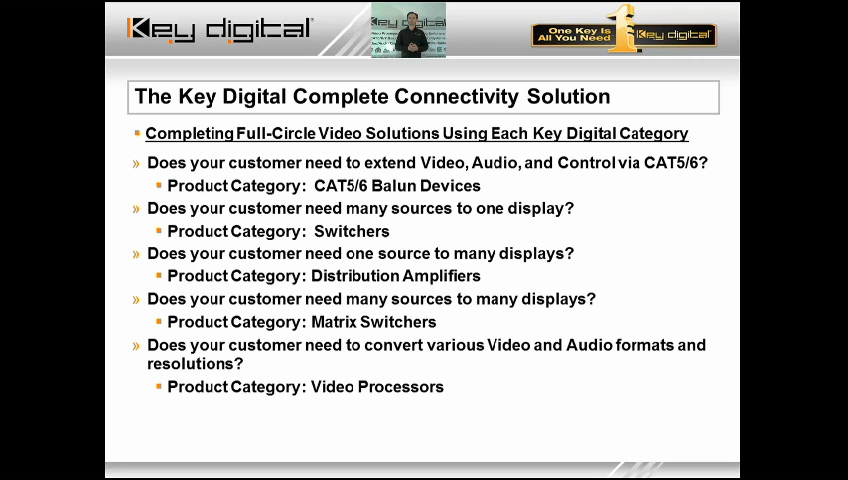 Key digital
Key digital
One Key Is
All You Need
1
Key digital
The Key Digital Complete Connectivity Solution
▪ Completing Full-Circle Video Solutions Using Each Key Digital Category
» Does your customer need to extend Video, Audio, and Control via CAT5/6?
▪ Product Category: CAT5/6 Balun Devices
» Does your customer need many sources to one display?
▪ Product Category: Switchers
» Does your customer need one source to many displays?
▪ Product Category: Distribution Amplifiers
» Does your customer need many sources to many displays?
▪ Product Category: Matrix Switchers
» Does your customer need to convert various Video and Audio formats and
resolutions?
▪ Product Category: Video Processors